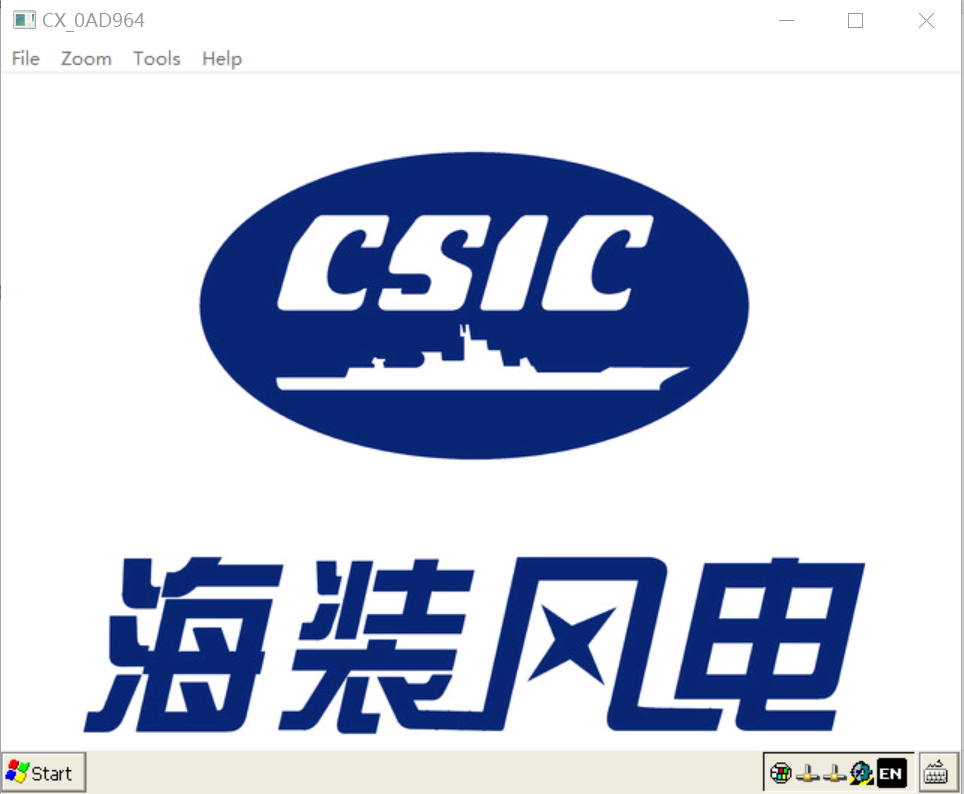 CX_0AD964
File Zoom Tools Help
CSIC
海装风电
Start
EN